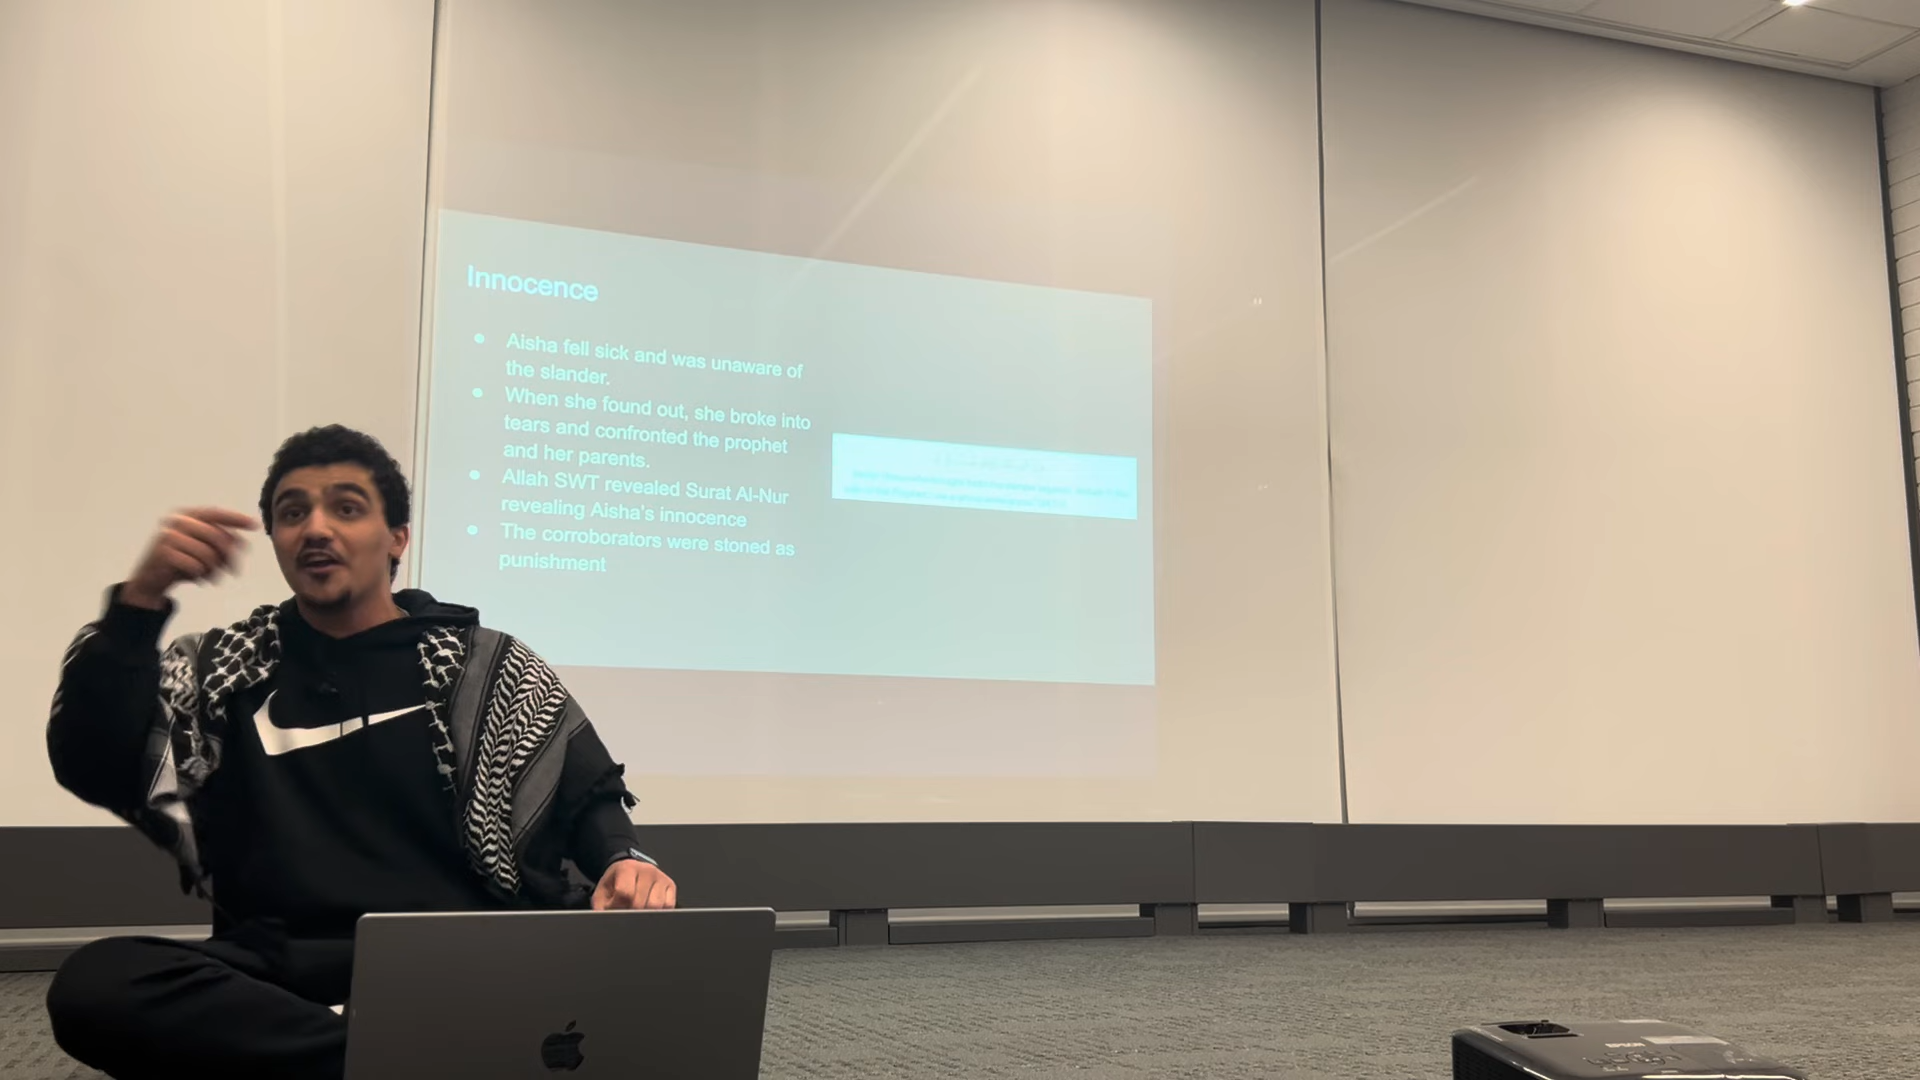 Innocence
● Aisha fell sick and was unaware of
the slander.
● When she found out, she broke into
tears and confronted the prophet
and her parents.
● Allah SWT revealed Surat Al-Nur
revealing Aisha's innocence
● The corroborators were stoned as
punishment
EPSON